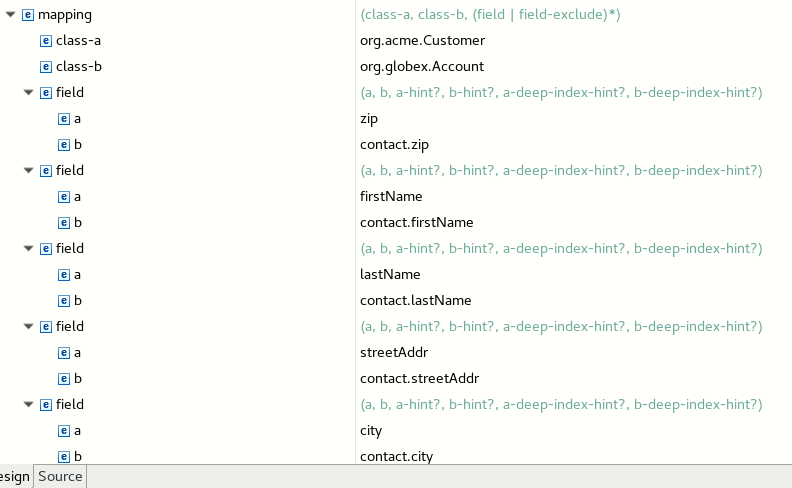 mapping (class-a, class-b, (field | field-exclude)*)
e class-a org.acme.Customer
e class-b org.globex.Account
e field (a, b, a-hint?, b-hint?, a-deep-index-hint?, b-deep-index-hint?)
e a zip
e b contact.zip
e field (a, b, a-hint?, b-hint?, a-deep-index-hint?, b-deep-index-hint?)
e a firstName
e b contact.firstName
e field (a, b, a-hint?, b-hint?, a-deep-index-hint?, b-deep-index-hint?)
e a lastName
e b contact.lastName
e field (a, b, a-hint?, b-hint?, a-deep-index-hint?, b-deep-index-hint?)
e a streetAddr
e b contact.streetAddr
e field (a, b, a-hint?, b-hint?, a-deep-index-hint?, b-deep-index-hint?)
e a city
e b contact.city
esign Source